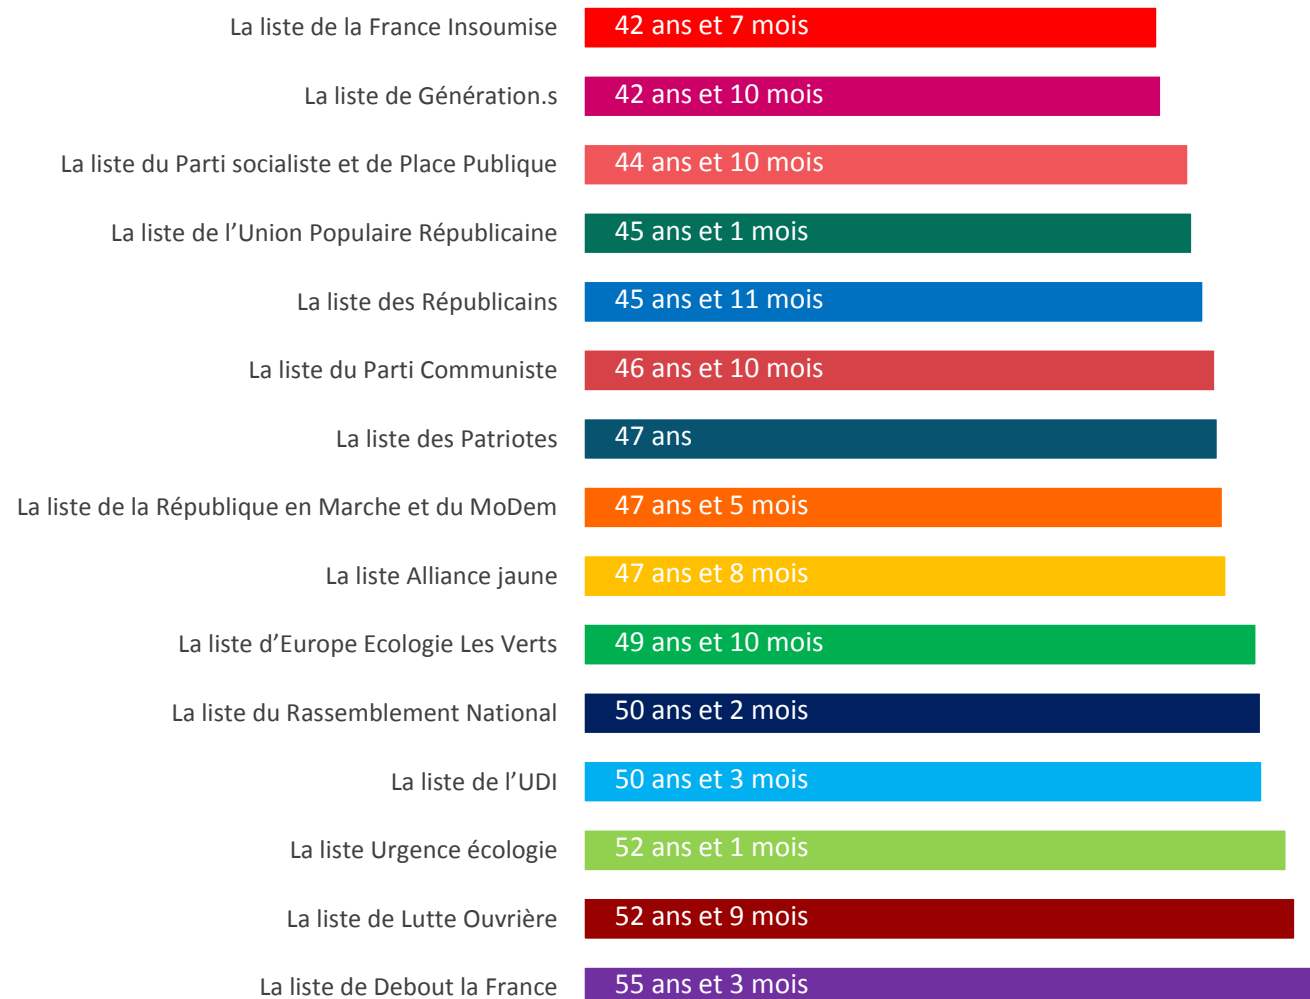 La liste de la France Insoumise 42 ans et 7 mois
La liste de Génération.s 42 ans et 10 mois
La liste du Parti socialiste et de Place Publique 44 ans et 10 mois
La liste de l’Union Populaire Républicaine 45 ans et 1 mois
La liste des Républicains 45 ans et 11 mois
La liste du Parti Communiste 46 ans et 10 mois
La liste des Patriotes 47 ans
La liste de la République en Marche et du MoDem 47 ans et 5 mois
La liste Alliance jaune 47 ans et 8 mois
La liste d’Europe Ecologie Les Verts 49 ans et 10 mois
La liste du Rassemblement National 50 ans et 2 mois
La liste de l’UDI 50 ans et 3 mois
La liste Urgence écologie 52 ans et 1 mois
La liste de Lutte Ouvrière 52 ans et 9 mois
La liste de Debout la France 55 ans et 3 mois